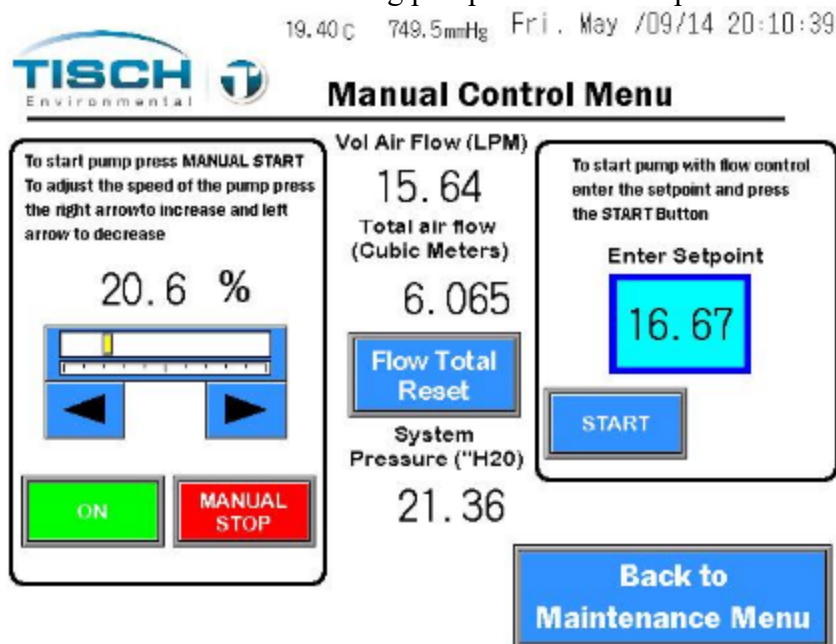 19.40 C 749.5mmHg Fri. May /09/14 20:10:39
TISCH
Environmental
Manual Control Menu
To start pump press MANUAL START
To adjust the speed of the pump press
the right arrowto increase and left
arrow to decrease
20.6 %
ON
MANUAL
STOP
Vol Air Flow (LPM)
15.64
Total air flow
(Cubic Meters)
6.065
Flow Total
Reset
System
Pressure ("H20)
21.36
To start pump with flow control
enter the setpoint and press
the START Button
Enter Setpoint
16.67
START
Back to
Maintenance Menu